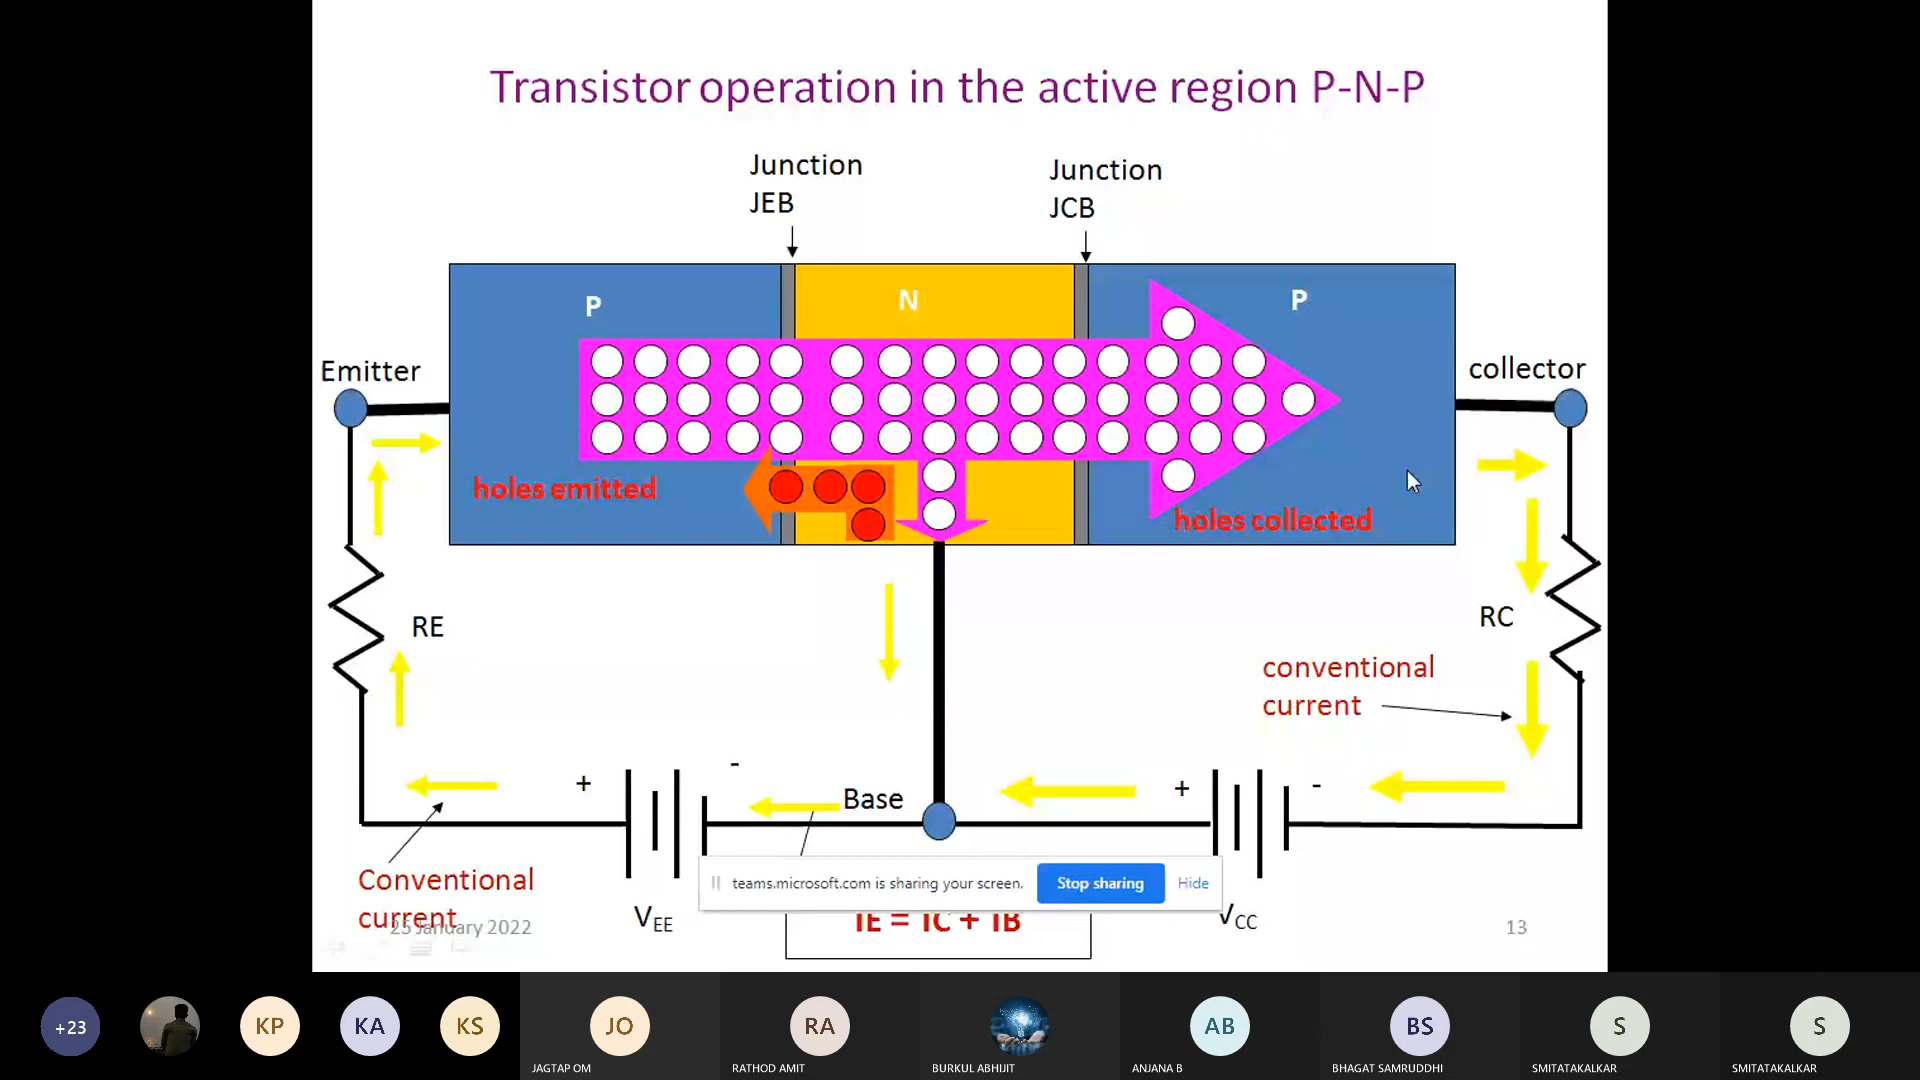 Transistor operation in the active region P-N-P
Junction
JEB
Junction
JCB
P
N
P
Emitter
collector
holes emitted
holes collected
RE
RC
conventional
current
+
-
Base
+
-
Conventional
current
25 January 2022
VEE
teams.microsoft.com is sharing your screen.
Stop sharing
Hide
IE = IC + IB
VCC
13
+23
KP
KA
KS
JO
RA
AB
BS
S
S
JAGTAP OM
RATHOD AMIT
BURKUL ABHIJIT
ANJANA B
BHAGAT SAMRUDDHI
SMITATAKALKAR
SMITATAKALKAR